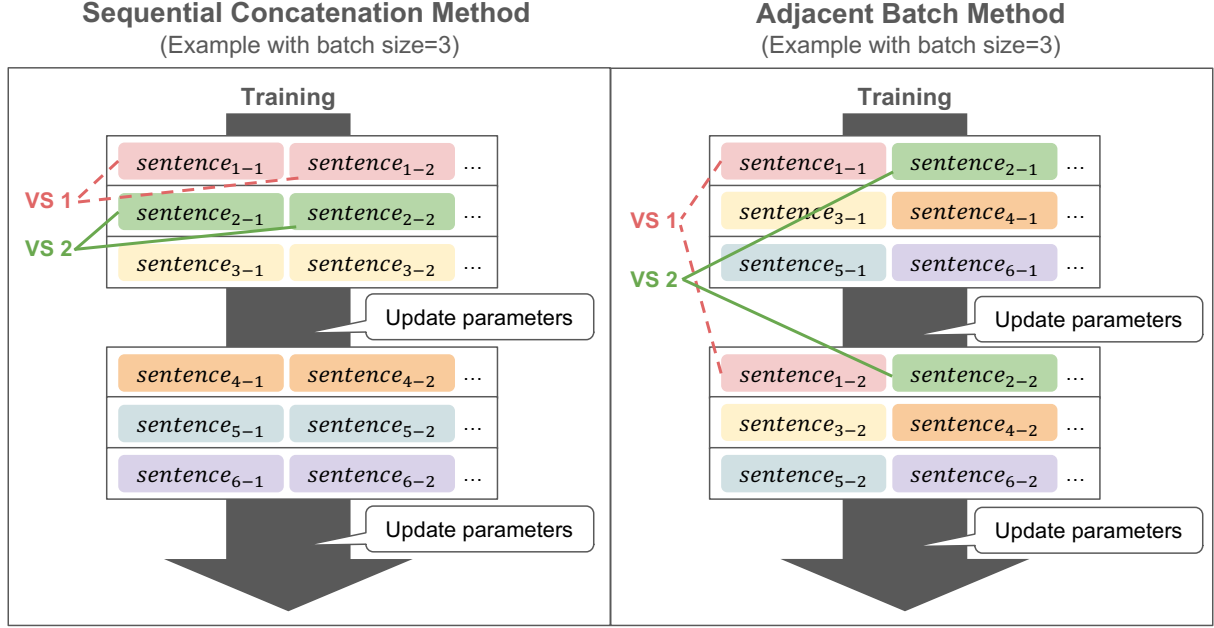 Sequential Concatenation Method
(Example with batch size=3)
Training
sentence₁₋₁ sentence₁₋₂ ...
VS 1
sentence₂₋₁ sentence₂₋₂ ...
VS 2
sentence₃₋₁ sentence₃₋₂ ...
Update parameters
sentence₄₋₁ sentence₄₋₂ ...
sentence₅₋₁ sentence₅₋₂ ...
sentence₆₋₁ sentence₆₋₂ ...
Update parameters
Adjacent Batch Method
(Example with batch size=3)
Training
sentence₁₋₁ sentence₂₋₁ ...
VS 1
sentence₃₋₁ sentence₄₋₁ ...
VS 2
sentence₅₋₁ sentence₆₋₁ ...
Update parameters
sentence₁₋₂ sentence₂₋₂ ...
sentence₃₋₂ sentence₄₋₂ ...
sentence₅₋₂ sentence₆₋₂ ...
Update parameters